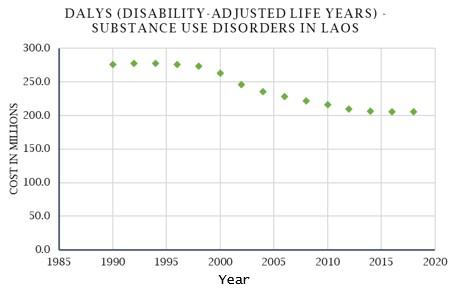 DALYS (DISABILITY-ADJUSTED LIFE YEARS) -
SUBSTANCE USE DISORDERS IN LAOS
300.0
250.0
200.0
150.0
100.0
50.0
0.0
COST IN MILLIONS
1985 1990 1995 2000 2005 2010 2015 2020
Year